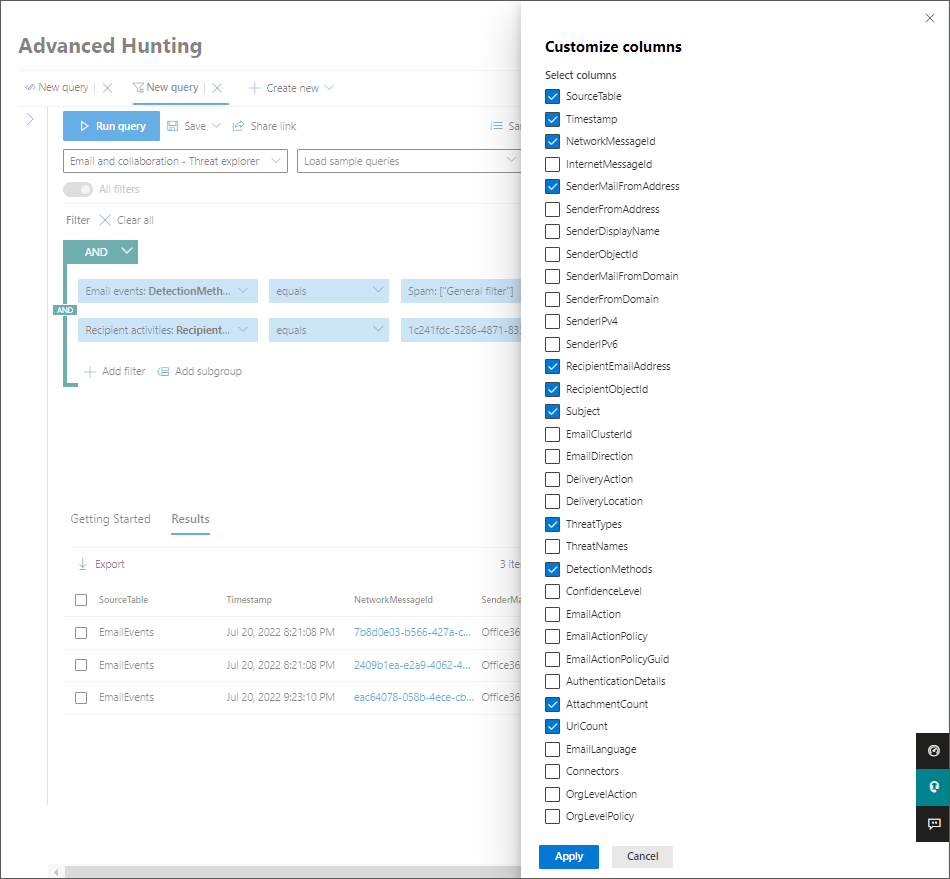 Advanced Hunting
New query
New query
Create new
Run query
Save
Share link
Email and collaboration - Threat explorer
Load sample queries
All filters
Filter
Clear all
AND
Email events: DetectionMeth...
equals
Spam: ["General filter"]
AND
Recipient activities: Recipient...
equals
1c241fdc-5286-4871-83
Add filter
Add subgroup
Getting Started
Results
Export
3 ite
SourceTable
Timestamp
NetworkMessageId
SenderMa
EmailEvents
Jul 20, 2022 8:21:08 PM
7b8d0e03-b566-427a-c...
Office36
EmailEvents
Jul 20, 2022 8:21:08 PM
2409b1ea-e2a9-4062-4...
Office36
EmailEvents
Jul 20, 2022 9:23:10 PM
eac64078-058b-4ece-cb...
Office36
Customize columns
Select columns
SourceTable
Timestamp
NetworkMessageId
InternetMessageId
SenderMailFromAddress
SenderFromAddress
SenderDisplayName
SenderObjectId
SenderMailFromDomain
SenderFromDomain
SenderIPv4
SenderIPv6
RecipientEmailAddress
RecipientObjectId
Subject
EmailClusterId
EmailDirection
DeliveryAction
DeliveryLocation
ThreatTypes
ThreatNames
DetectionMethods
ConfidenceLevel
EmailAction
EmailActionPolicy
EmailActionPolicyGuid
AuthenticationDetails
AttachmentCount
UrlCount
EmailLanguage
Connectors
OrgLevelAction
OrgLevelPolicy
Apply
Cancel